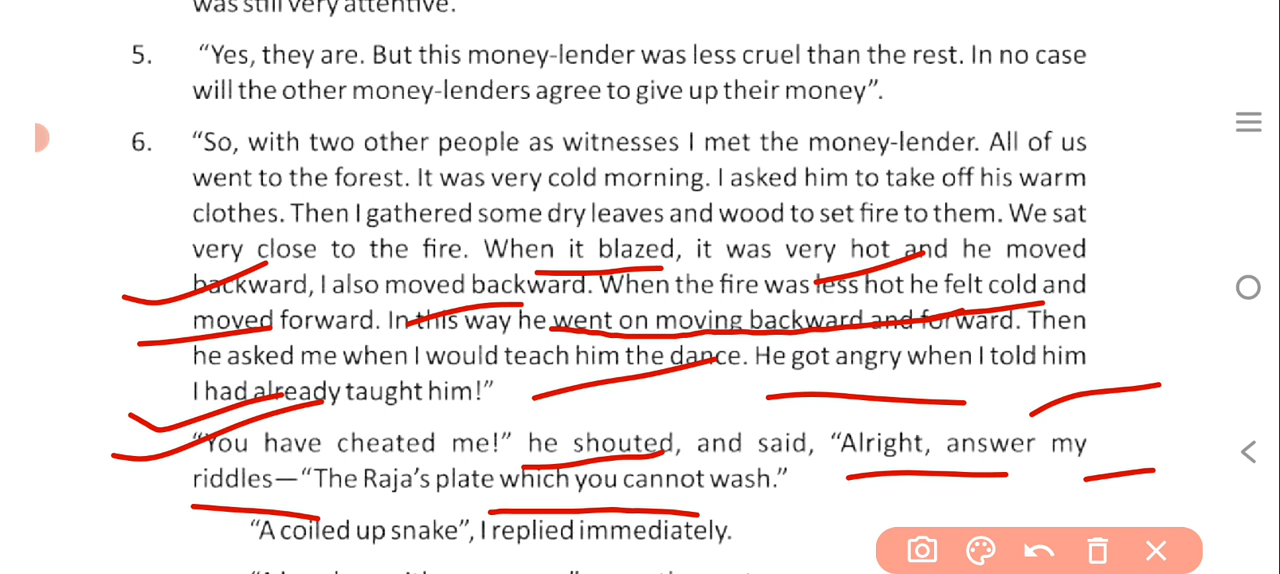 was still very attentive.
5. “Yes, they are. But this money-lender was less cruel than the rest. In no case
will the other money-lenders agree to give up their money”.
6. “So, with two other people as witnesses I met the money-lender. All of us
went to the forest. It was very cold morning. I asked him to take off his warm
clothes. Then I gathered some dry leaves and wood to set fire to them. We sat
very close to the fire. When it blazed, it was very hot and he moved
backward, I also moved backward. When the fire was less hot he felt cold and
moved forward. In this way he went on moving backward and forward. Then
he asked me when I would teach him the dance. He got angry when I told him
I had already taught him!”
“You have cheated me!” he shouted, and said, “Alright, answer my
riddles—“The Raja’s plate which you cannot wash.”
“A coiled up snake”, I replied immediately.